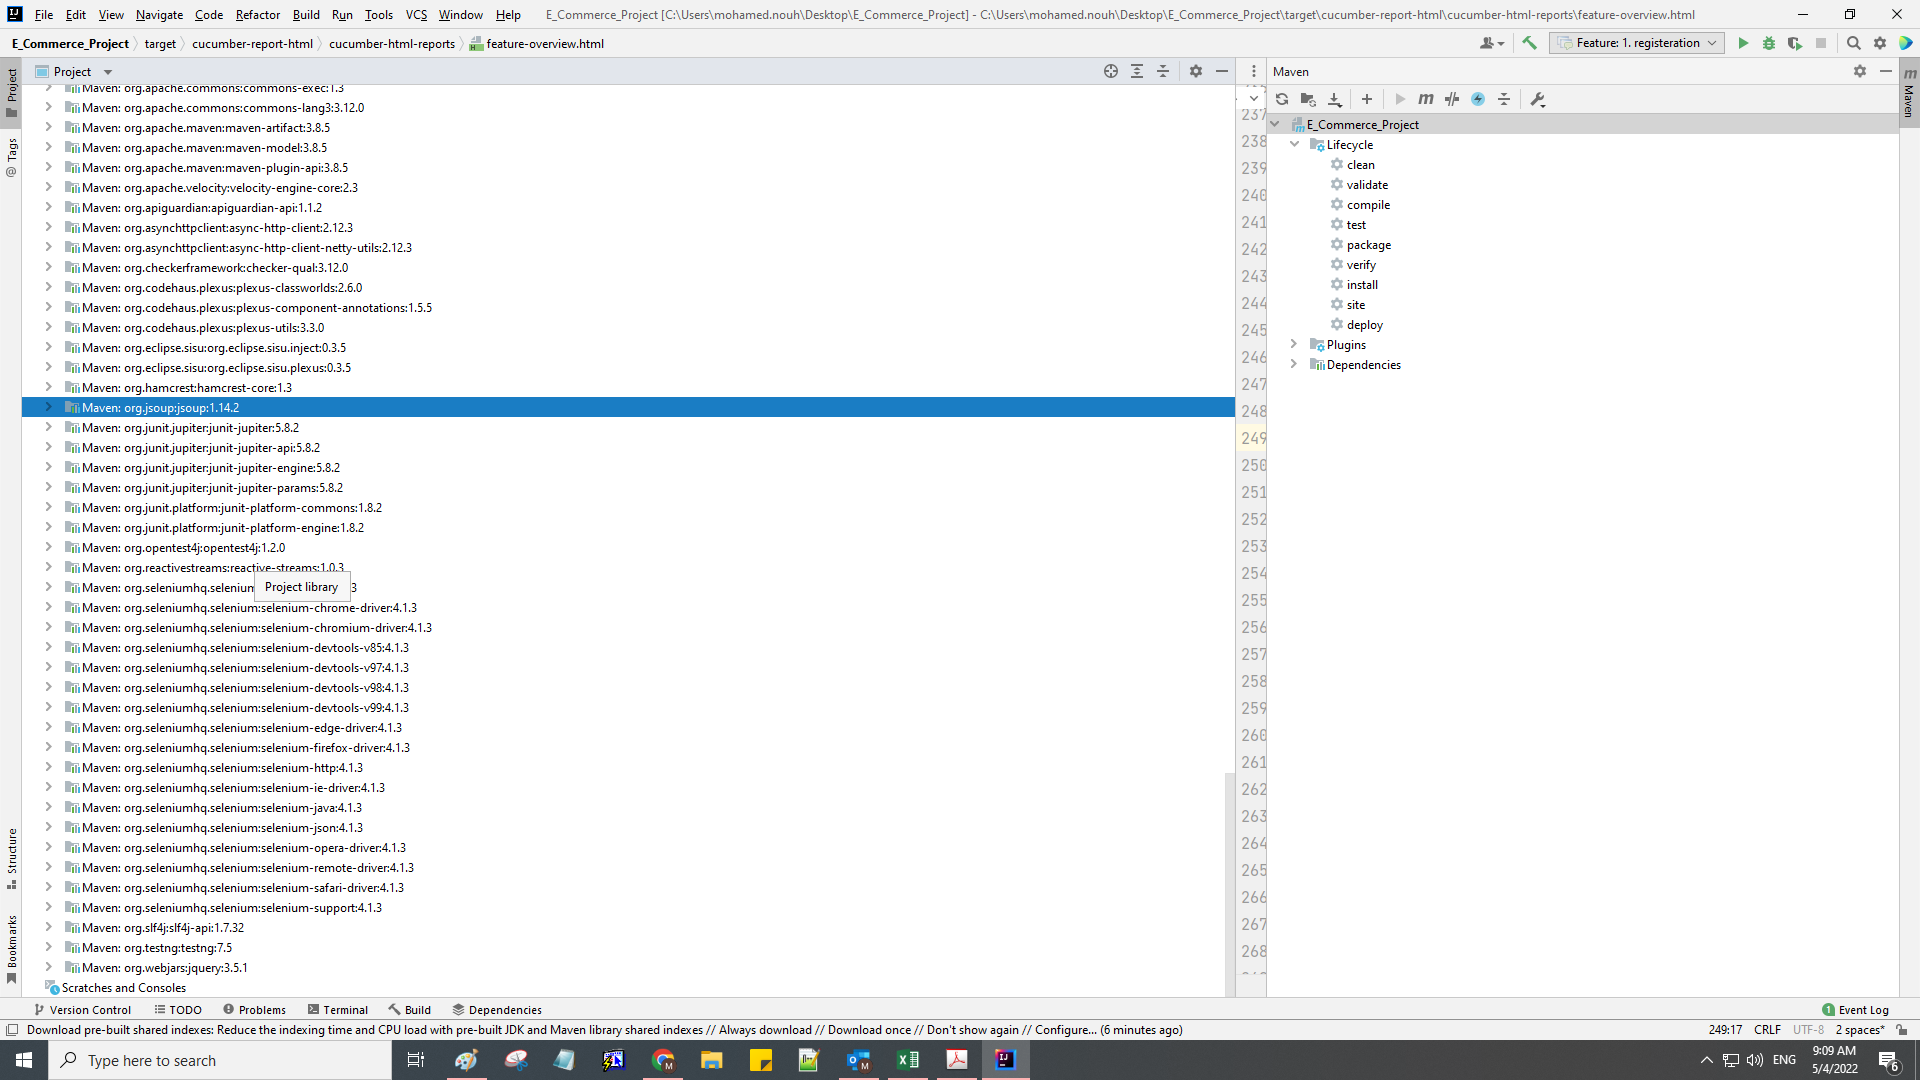 File Edit View Navigate Code Refactor Build Run Tools VCS Window Help E_Commerce_Project [C:\Users\mohamed.nouh\Desktop\E_Commerce_Project] - C:\Users\mohamed.nouh\Desktop\E_Commerce_Project\target\cucumber-report-html\cucumber-html-reports\feature-overview.html
E_Commerce_Project target cucumber-report-html cucumber-html-reports feature-overview.html
Feature: 1. registeration
Project
Maven: org.apache.commons:commons-exec:1.3
Maven: org.apache.commons:commons-lang3:3.12.0
Maven: org.apache.maven:maven-artifact:3.8.5
Maven: org.apache.maven:maven-model:3.8.5
Maven: org.apache.maven:maven-plugin-api:3.8.5
Maven: org.apache.velocity:velocity-engine-core:2.3
Maven: org.apiguardian:apiguardian-api:1.1.2
Maven: org.asynchttpclient:async-http-client:2.12.3
Maven: org.asynchttpclient:async-http-client-netty-utils:2.12.3
Maven: org.checkerframework:checker-qual:3.12.0
Maven: org.codehaus.plexus:plexus-classworlds:2.6.0
Maven: org.codehaus.plexus:plexus-component-annotations:1.5.5
Maven: org.codehaus.plexus:plexus-utils:3.3.0
Maven: org.eclipse.sisu:org.eclipse.sisu.inject:0.3.5
Maven: org.eclipse.sisu:org.eclipse.sisu.plexus:0.3.5
Maven: org.hamcrest:hamcrest-core:1.3
Maven: org.jsoup:jsoup:1.14.2
Maven: org.junit.jupiter:junit-jupiter:5.8.2
Maven: org.junit.jupiter:junit-jupiter-api:5.8.2
Maven: org.junit.jupiter:junit-jupiter-engine:5.8.2
Maven: org.junit.jupiter:junit-jupiter-params:5.8.2
Maven: org.junit.platform:junit-platform-commons:1.8.2
Maven: org.junit.platform:junit-platform-engine:1.8.2
Maven: org.opentest4j:opentest4j:1.2.0
Maven: org.reactivestreams:reactive-streams:1.0.3
Maven: org.seleniumhq.selenium 3
Project library
Maven: org.seleniumhq.selenium:selenium-chrome-driver:4.1.3
Maven: org.seleniumhq.selenium:selenium-chromium-driver:4.1.3
Maven: org.seleniumhq.selenium:selenium-devtools-v85:4.1.3
Maven: org.seleniumhq.selenium:selenium-devtools-v97:4.1.3
Maven: org.seleniumhq.selenium:selenium-devtools-v98:4.1.3
Maven: org.seleniumhq.selenium:selenium-devtools-v99:4.1.3
Maven: org.seleniumhq.selenium:selenium-edge-driver:4.1.3
Maven: org.seleniumhq.selenium:selenium-firefox-driver:4.1.3
Maven: org.seleniumhq.selenium:selenium-http:4.1.3
Maven: org.seleniumhq.selenium:selenium-ie-driver:4.1.3
Maven: org.seleniumhq.selenium:selenium-java:4.1.3
Maven: org.seleniumhq.selenium:selenium-json:4.1.3
Maven: org.seleniumhq.selenium:selenium-opera-driver:4.1.3
Maven: org.seleniumhq.selenium:selenium-remote-driver:4.1.3
Maven: org.seleniumhq.selenium:selenium-safari-driver:4.1.3
Maven: org.seleniumhq.selenium:selenium-support:4.1.3
Maven: org.slf4j:slf4j-api:1.7.32
Maven: org.testng:testng:7.5
Maven: org.webjars:jquery:3.5.1
Scratches and Consoles
237
238
239
240
241
242
243
244
245
246
247
248
249
250
251
252
253
254
255
256
257
258
259
260
261
262
263
264
265
266
267
268
Maven
E_Commerce_Project
Lifecycle
clean
validate
compile
test
package
verify
install
site
deploy
Plugins
Dependencies
Project
Tags
Structure
Bookmarks
Maven
Version Control TODO Problems Terminal Build Dependencies 1 Event Log
Download pre-built shared indexes: Reduce the indexing time and CPU load with pre-built JDK and Maven library shared indexes // Always download // Download once // Don't show again // Configure... (6 minutes ago) 249:17 CRLF UTF-8 2 spaces*
Type here to search
ENG
9:09 AM
5/4/2022
6